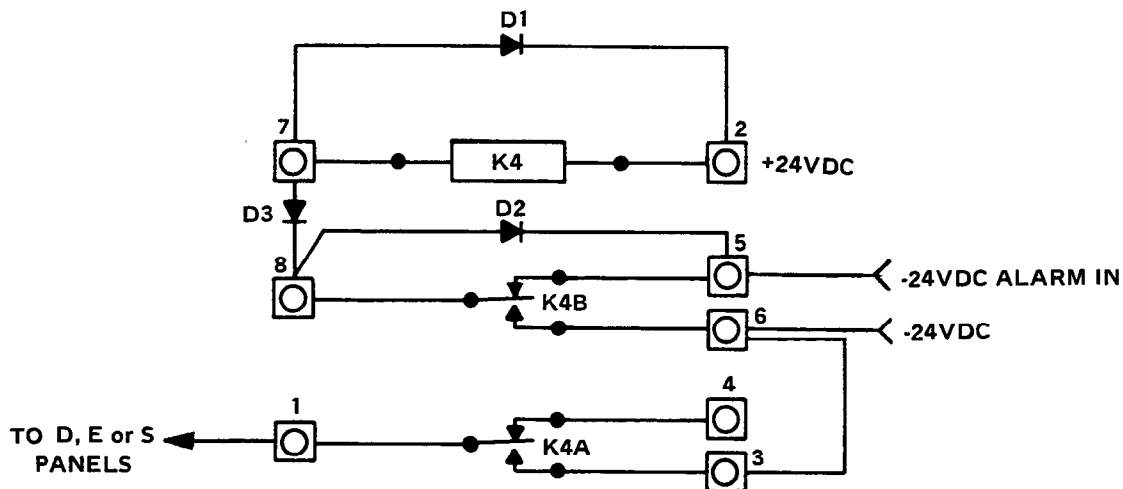 D1
7
2
K4
+24VDC
D3
D2
8
5
-24VDC ALARM IN
K4B
6
-24VDC
1
4
TO D, E or S
PANELS
K4A
3